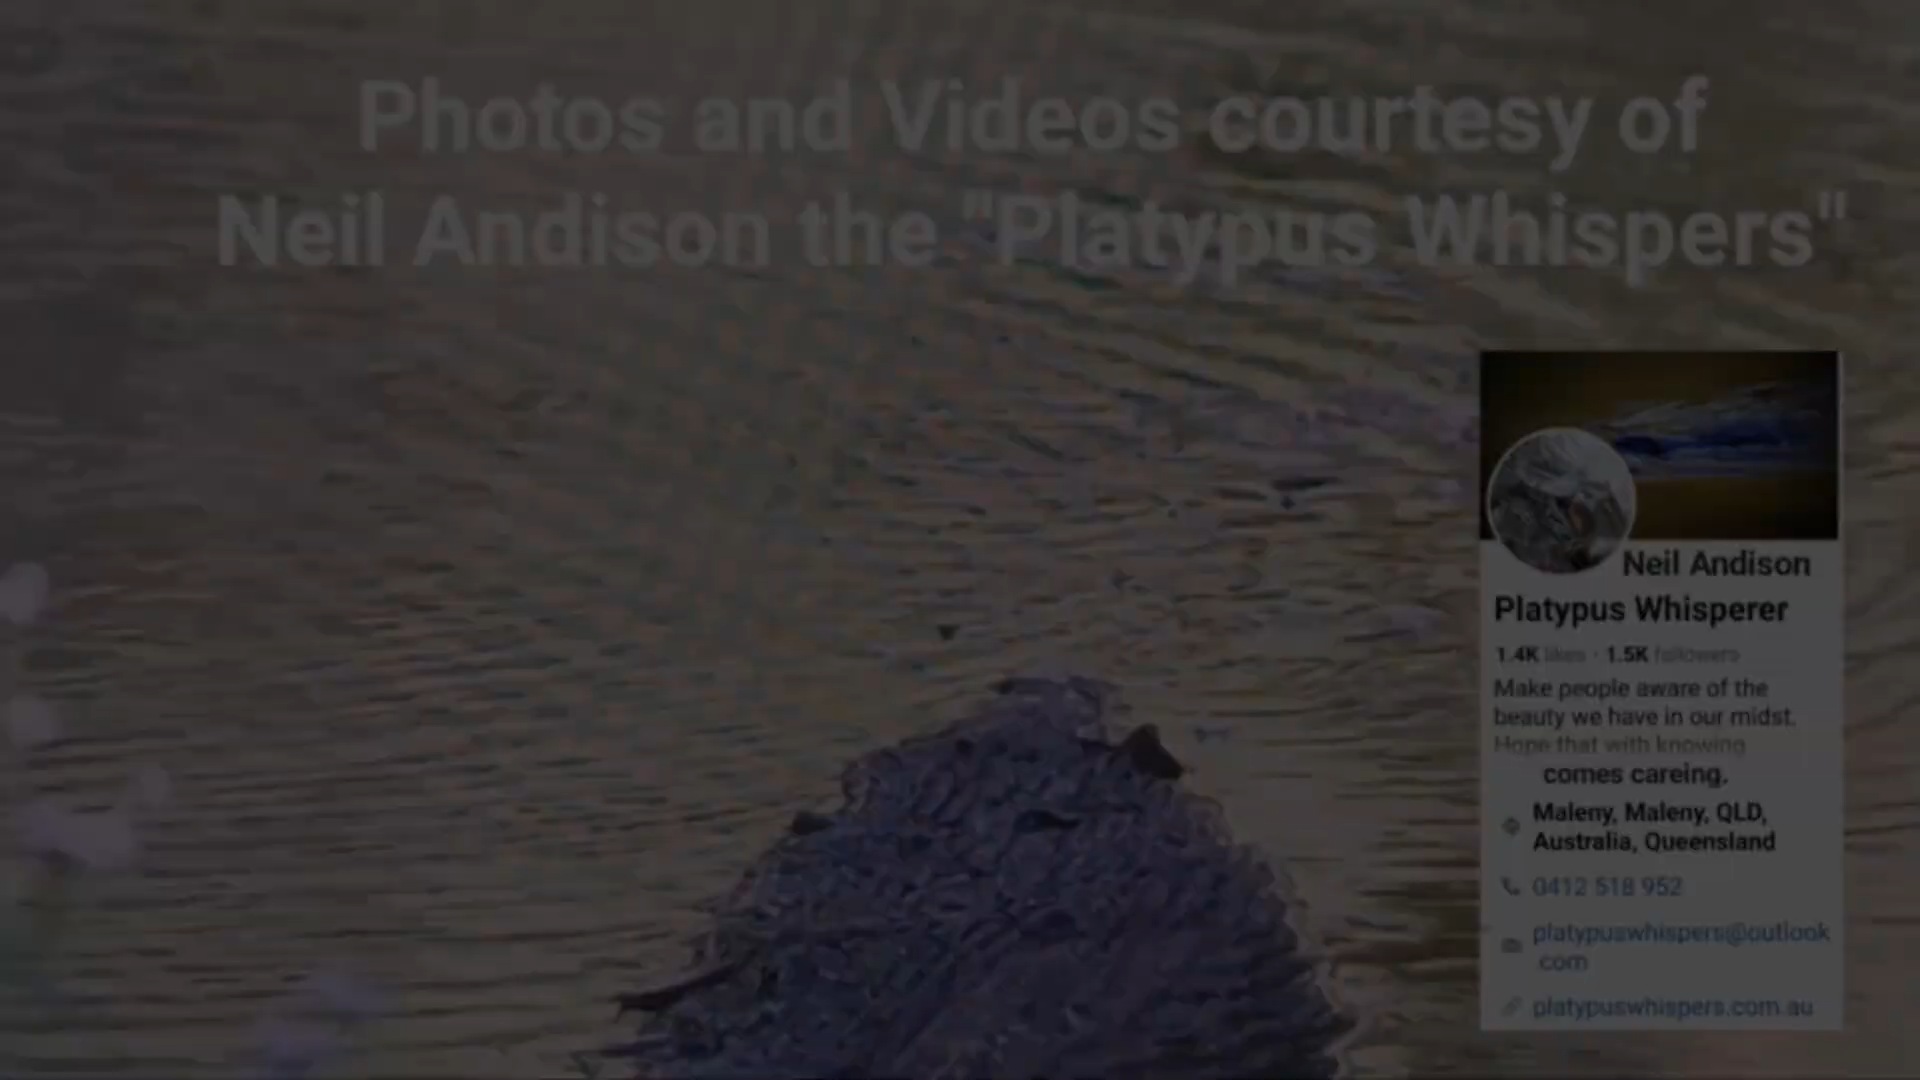 Photos and Videos courtesy of
Neil Andison the "Platypus Whispers"
Neil Andison
Platypus Whisperer
1.4K likes · 1.5K followers
Make people aware of the
beauty we have in our midst.
Hope that with knowing
comes careing.
Maleny, Maleny, QLD,
Australia, Queensland
0412 518 952
platypuswhispers@outlook
com
platypuswhispers.com.au